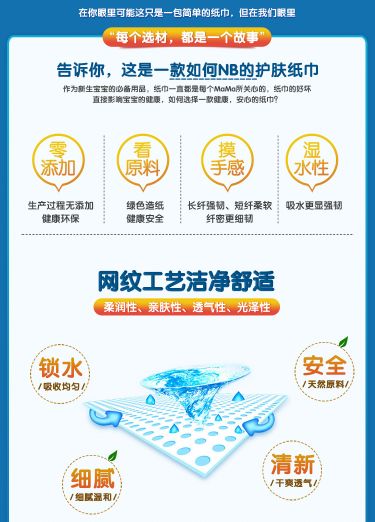 在你眼里可能这只是一包简单的纸巾，但在我们眼里
“每个选材，都是一个故事”
告诉你，这是一款如何NB的护肤纸巾
作为新生宝宝的必备用品，纸巾一直都是每个MaMa所关心的，纸巾的好坏
直接影响宝宝的健康，如何选择一款健康，安心的纸巾？
零
添加
看
原料
摸
手感
湿
水性
生产过程无添加
健康环保
绿色造纸
健康安全
长纤强韧、短纤柔软
纤密更细韧
吸水更显强韧
网纹工艺洁净舒适
柔润性、亲肤性、透气性、光泽性
锁水
/吸收均匀/
安全
/天然原料/
细腻
/细腻温和/
清新
/干爽透气/